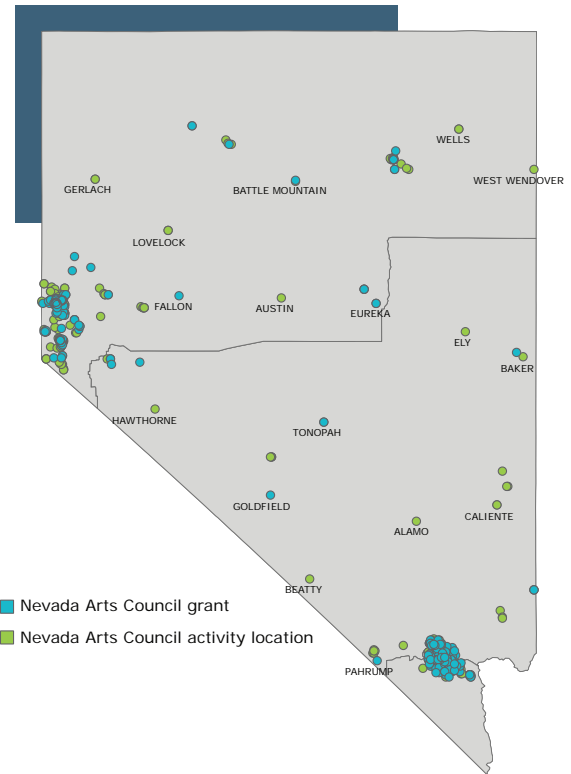 WELLS
WEST WENDOVER
GERLACH
BATTLE MOUNTAIN
LOVELOCK
FALLON
AUSTIN
EUREKA
ELY
BAKER
HAWTHORNE
TONOPAH
GOLDFIELD
CALIENTE
ALAMO
BEATTY
Nevada Arts Council grant
Nevada Arts Council activity location
PAHRUMP